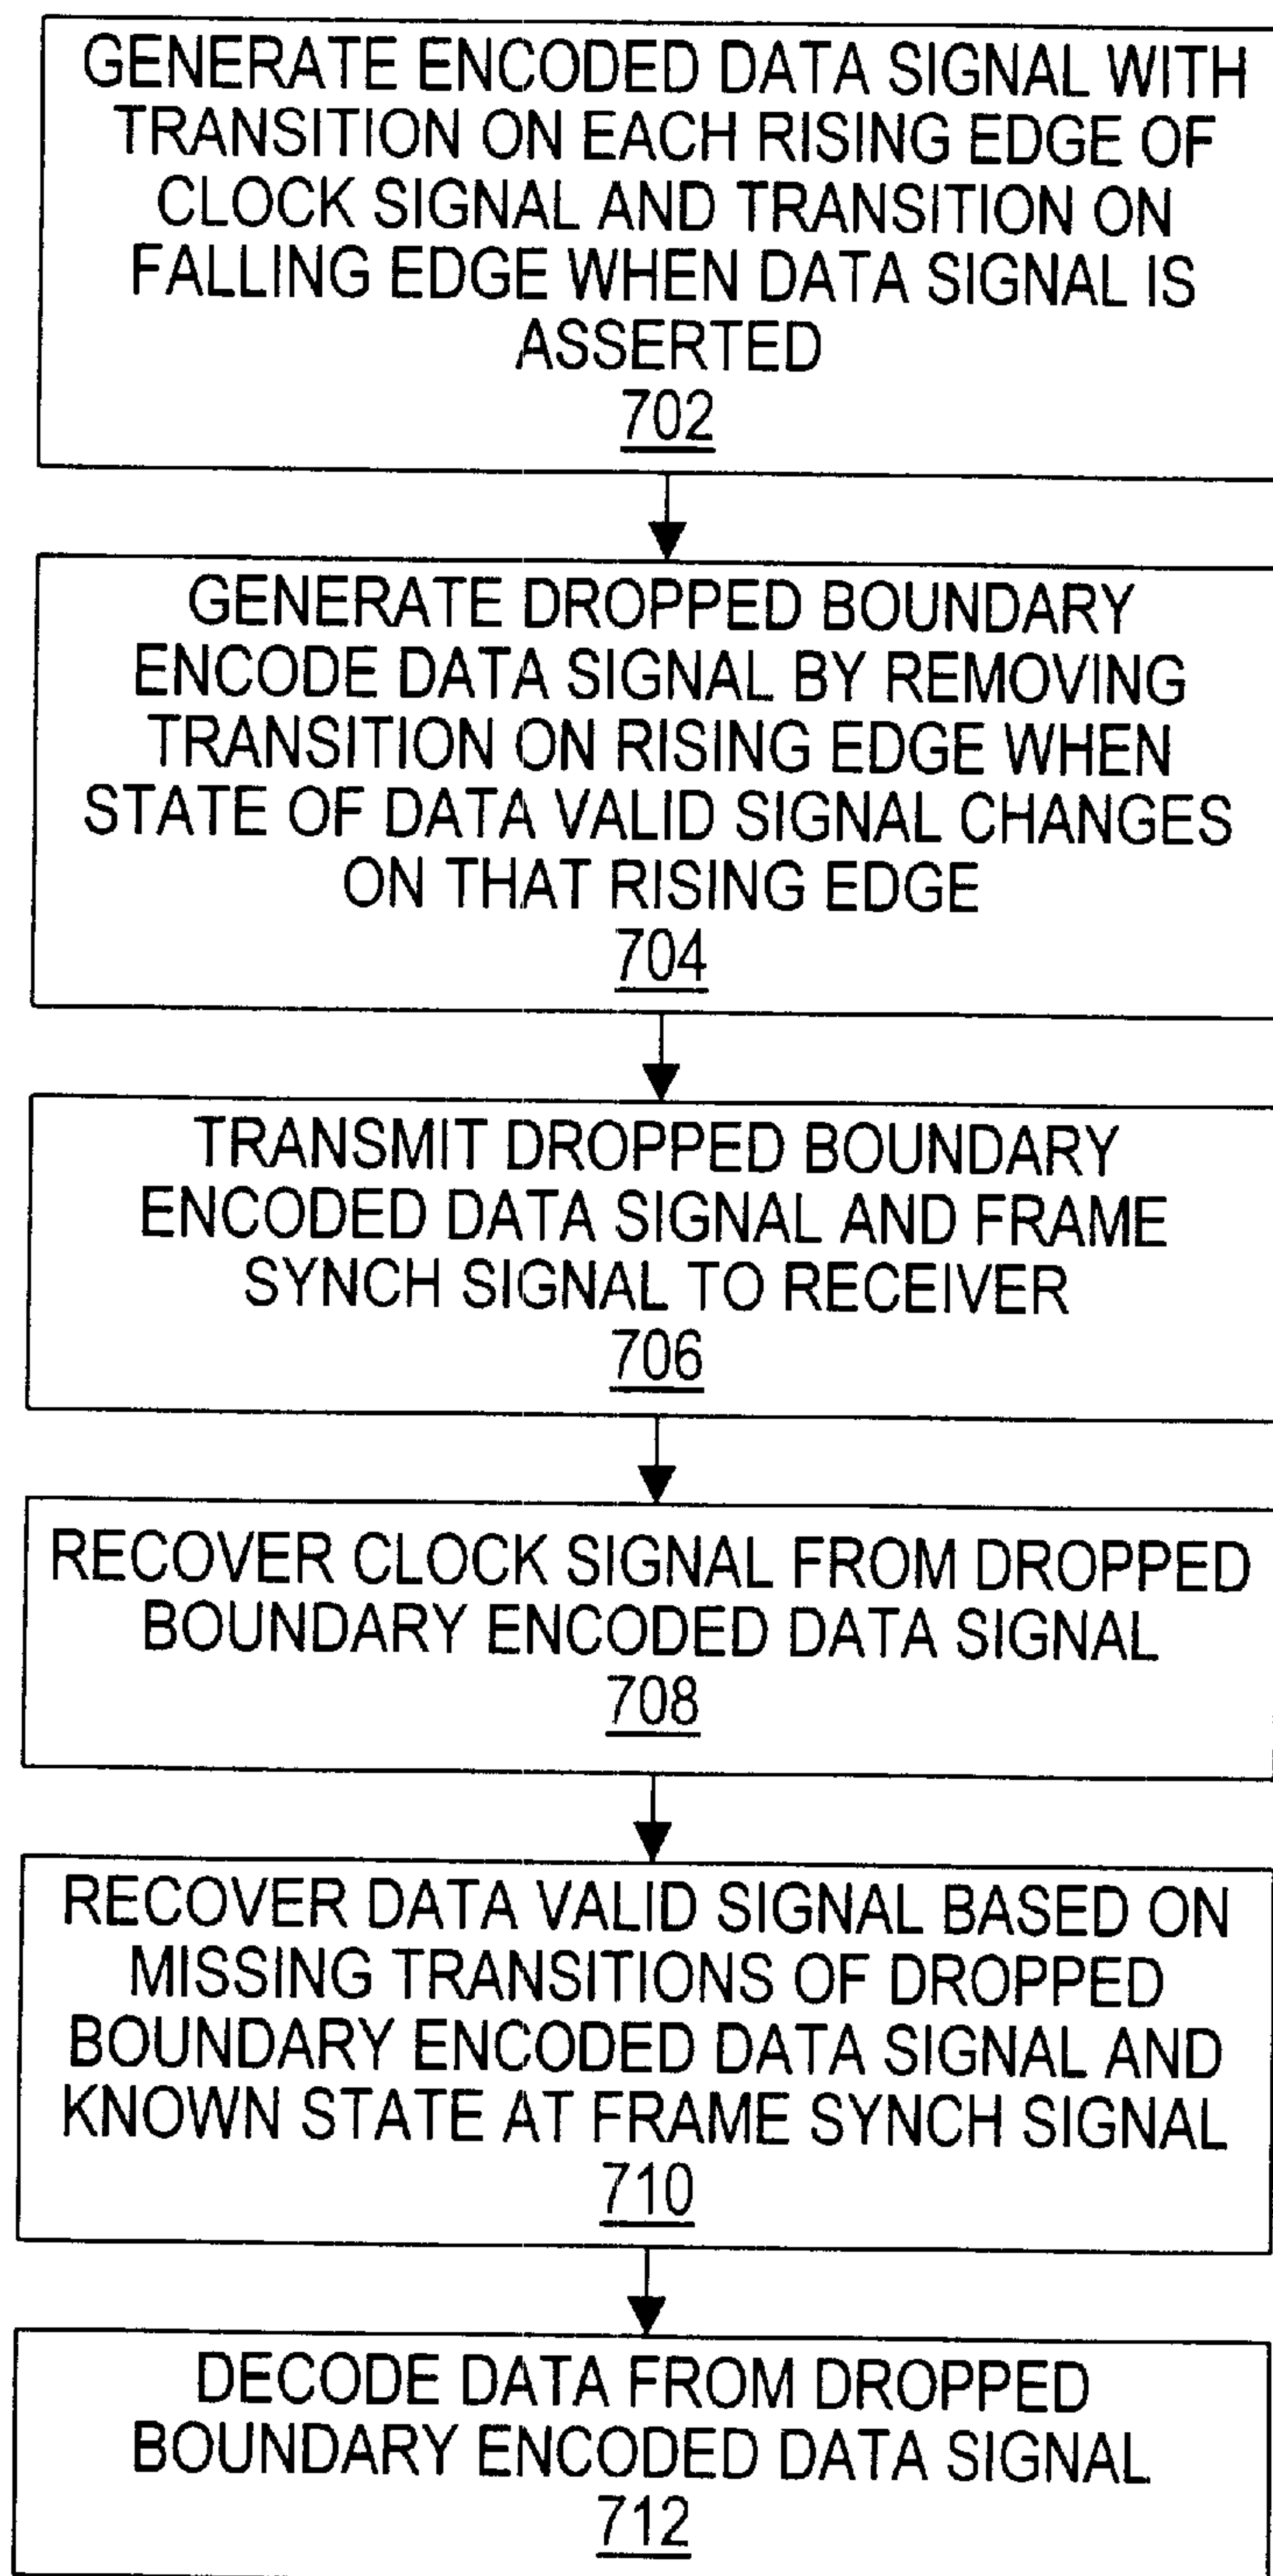 GENERATE ENCODED DATA SIGNAL WITH
TRANSITION ON EACH RISING EDGE OF
CLOCK SIGNAL AND TRANSITION ON
FALLING EDGE WHEN DATA SIGNAL IS
ASSERTED
702
GENERATE DROPPED BOUNDARY
ENCODE DATA SIGNAL BY REMOVING
TRANSITION ON RISING EDGE WHEN
STATE OF DATA VALID SIGNAL CHANGES
ON THAT RISING EDGE
704
TRANSMIT DROPPED BOUNDARY
ENCODED DATA SIGNAL AND FRAME
SYNCH SIGNAL TO RECEIVER
706
RECOVER CLOCK SIGNAL FROM DROPPED
BOUNDARY ENCODED DATA SIGNAL
708
RECOVER DATA VALID SIGNAL BASED ON
MISSING TRANSITIONS OF DROPPED
BOUNDARY ENCODED DATA SIGNAL AND
KNOWN STATE AT FRAME SYNCH SIGNAL
710
DECODE DATA FROM DROPPED
BOUNDARY ENCODED DATA SIGNAL
712